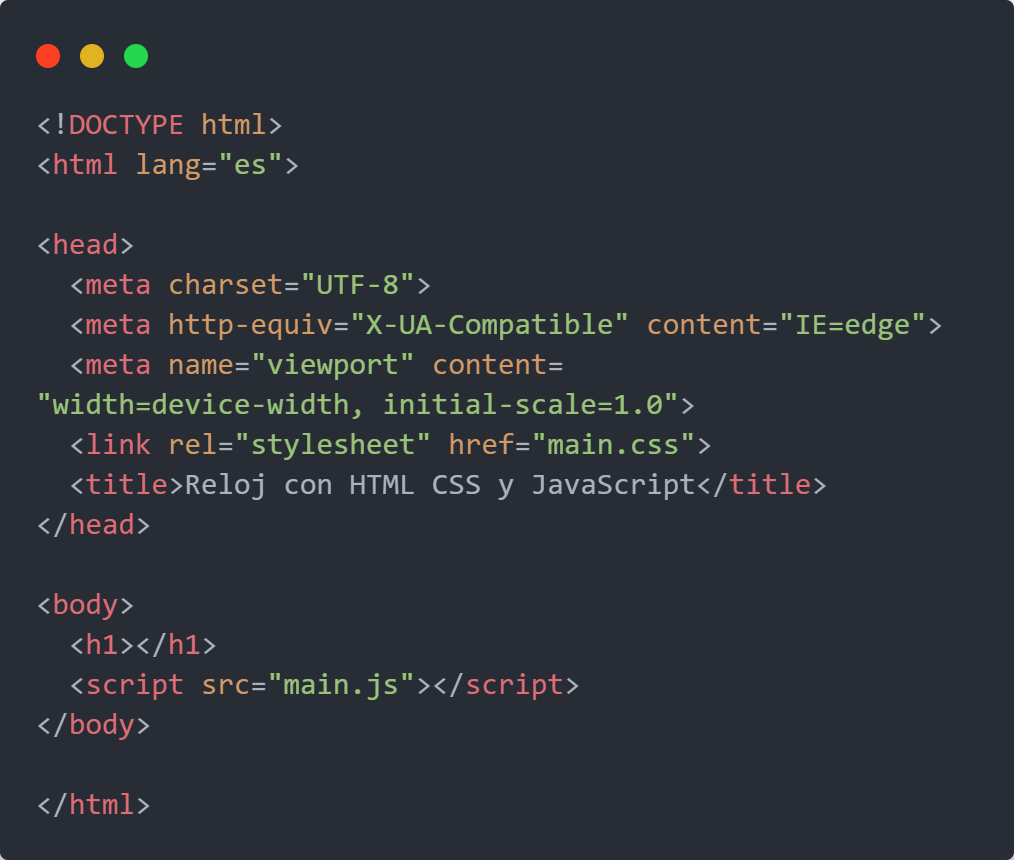 <!DOCTYPE html>
<html lang="es">

<head>
  <meta charset="UTF-8">
  <meta http-equiv="X-UA-Compatible" content="IE=edge">
  <meta name="viewport" content=
"width=device-width, initial-scale=1.0">
  <link rel="stylesheet" href="main.css">
  <title>Reloj con HTML CSS y JavaScript</title>
</head>

<body>
  <h1></h1>
  <script src="main.js"></script>
</body>

</html>